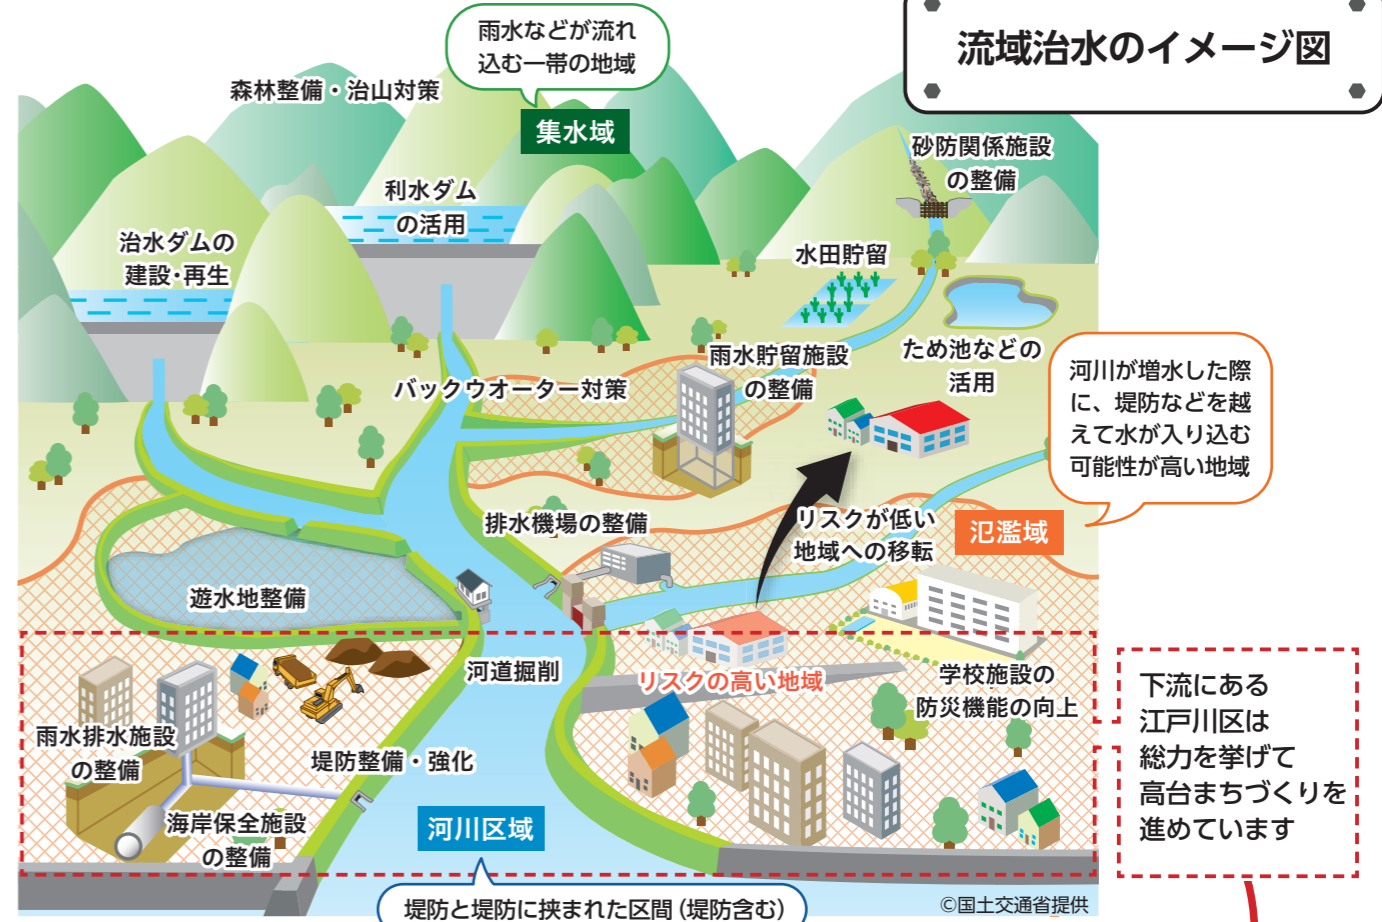 流域治水のイメージ図
雨水などが流れ
込む一帯の地域
集水域
森林整備・治山対策
砂防関係施設
の整備
利水ダム
の活用
治水ダムの
建設・再生
水田貯留
ため池などの
活用
雨水貯留施設
の整備
バックウオーター対策
河川が増水した際
に、堤防などを越
えて水が入り込む
可能性が高い地域
氾濫域
排水機場の整備
リスクが低い
地域への移転
遊水地整備
河道掘削
リスクの高い地域
学校施設の
防災機能の向上
雨水排水施設
の整備
堤防整備・強化
海岸保全施設
の整備
河川区域
堤防と堤防に挟まれた区間(堤防含む)
下流にある
江戸川区は
総力を挙げて
高台まちづくりを
進めています
©国土交通省提供